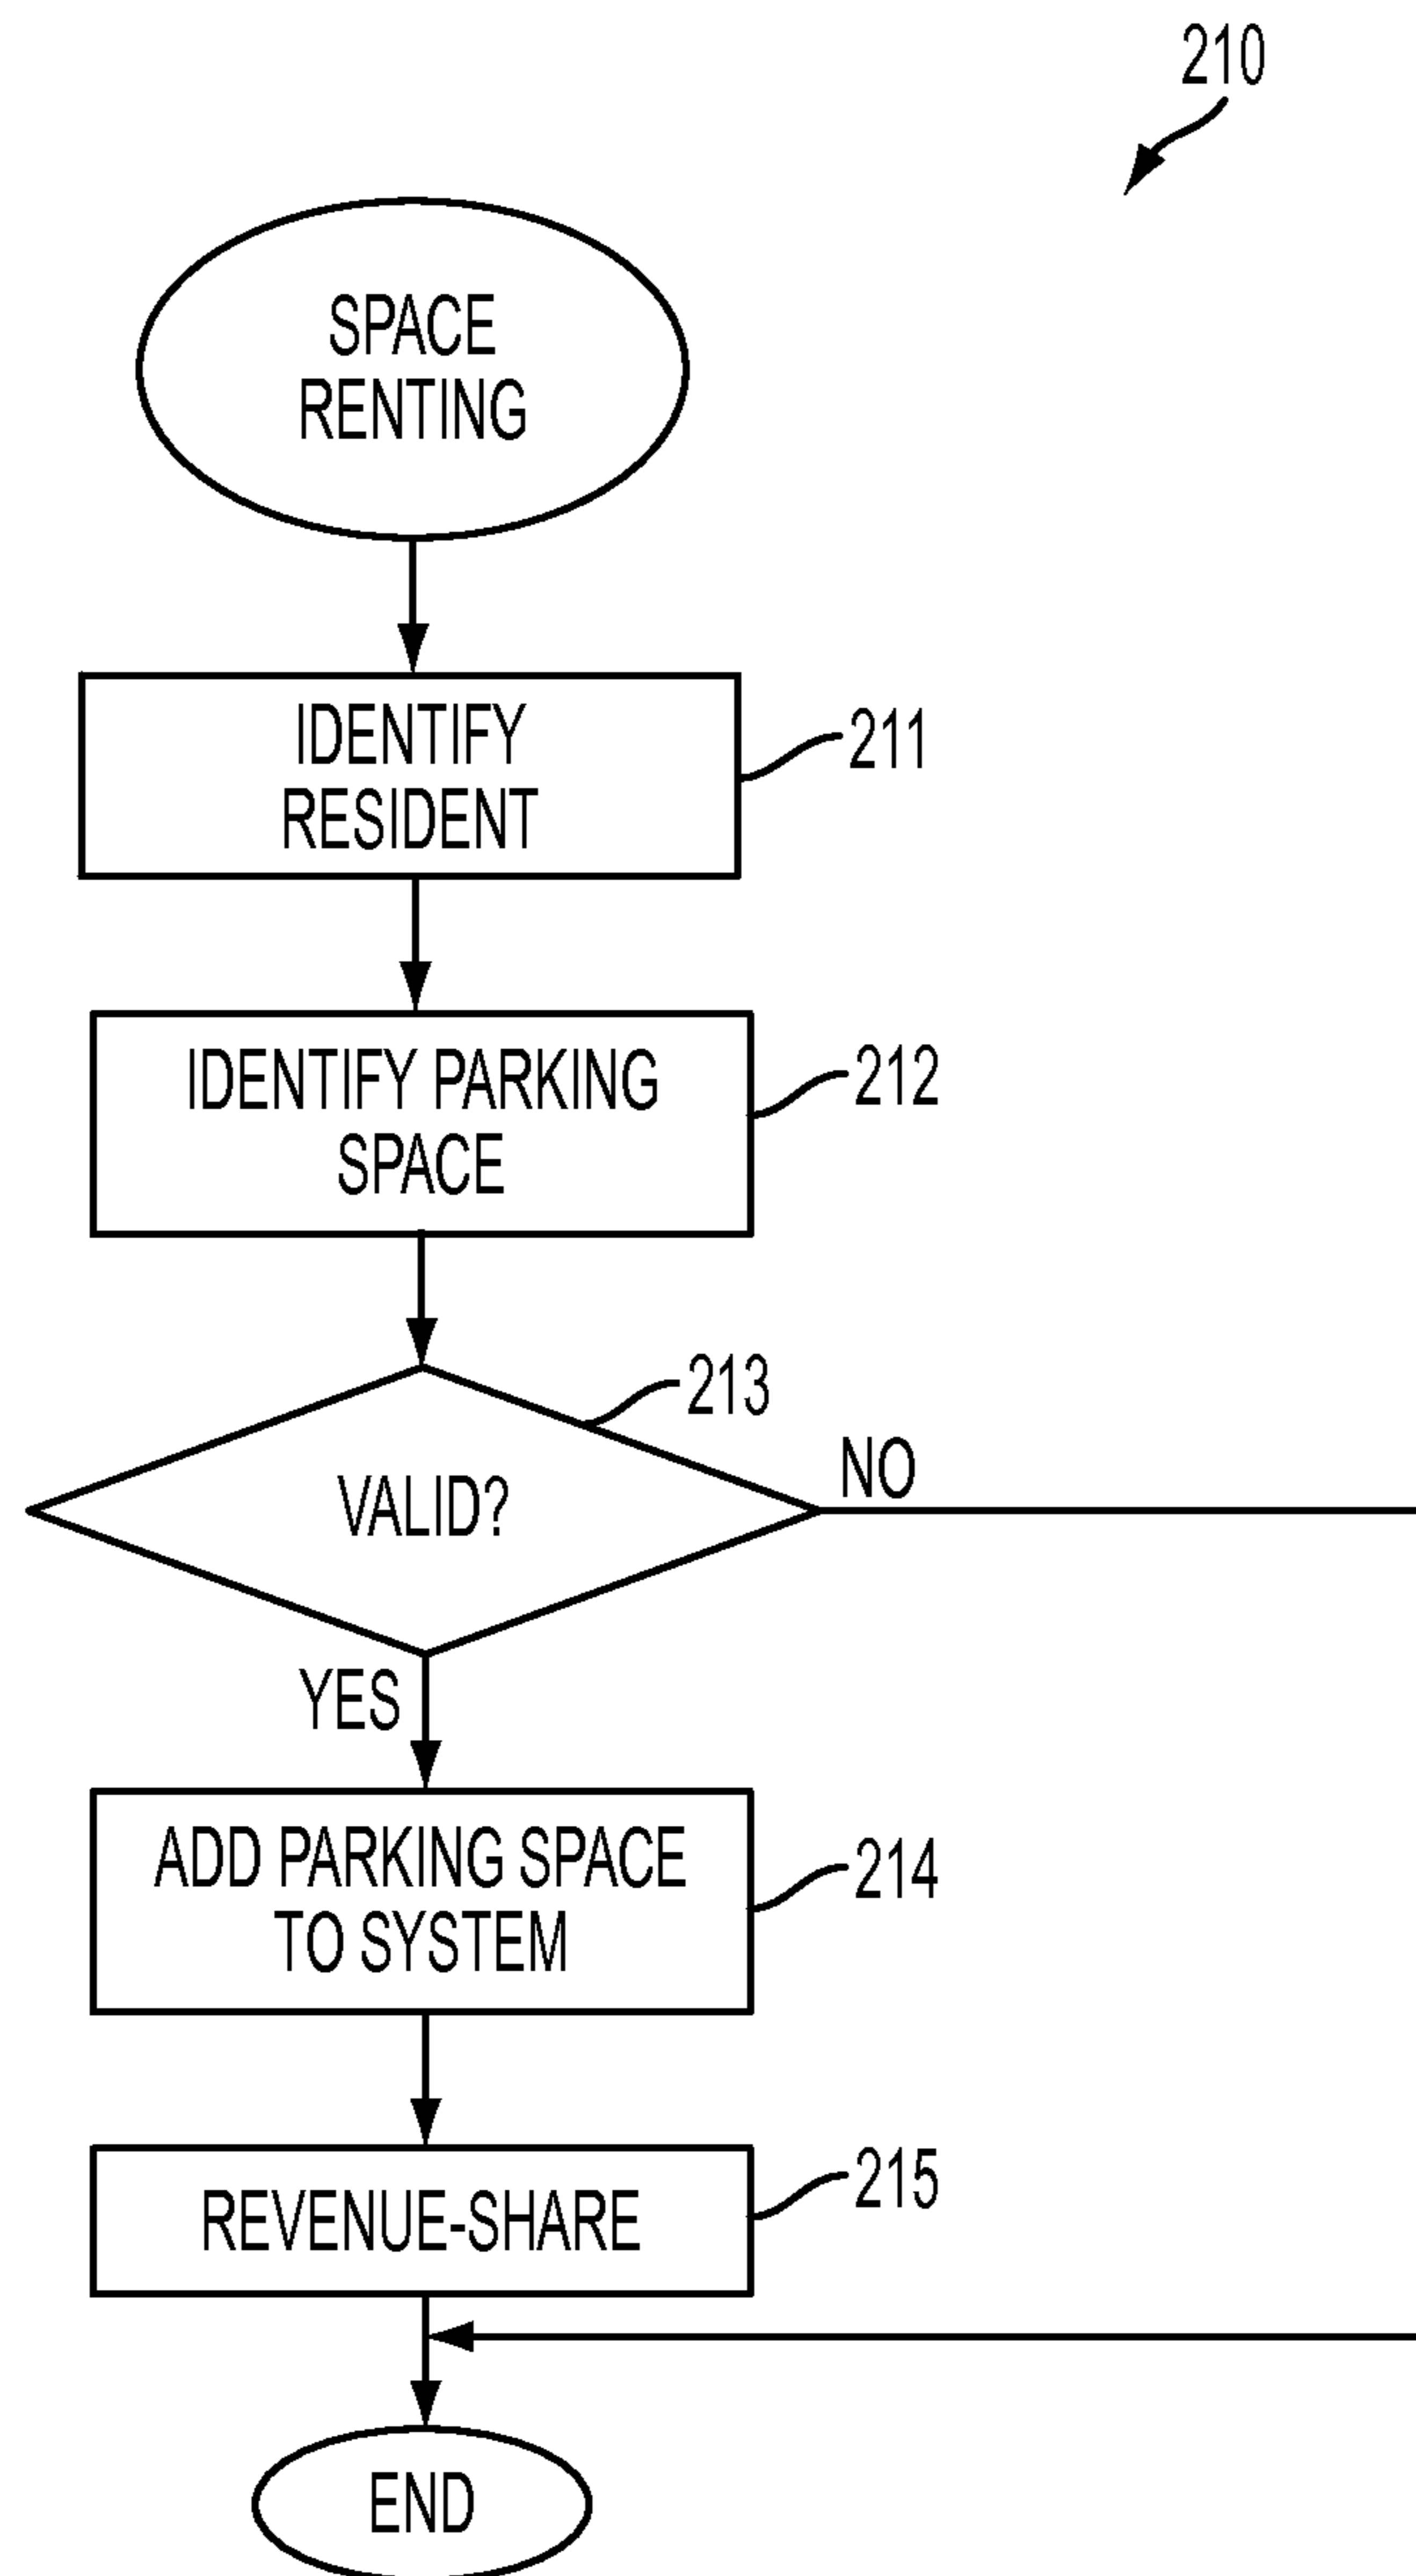 210
SPACE
RENTING
IDENTIFY
RESIDENT
211
IDENTIFY PARKING
SPACE
212
213
VALID?
NO
YES
ADD PARKING SPACE
TO SYSTEM
214
REVENUE-SHARE
215
END